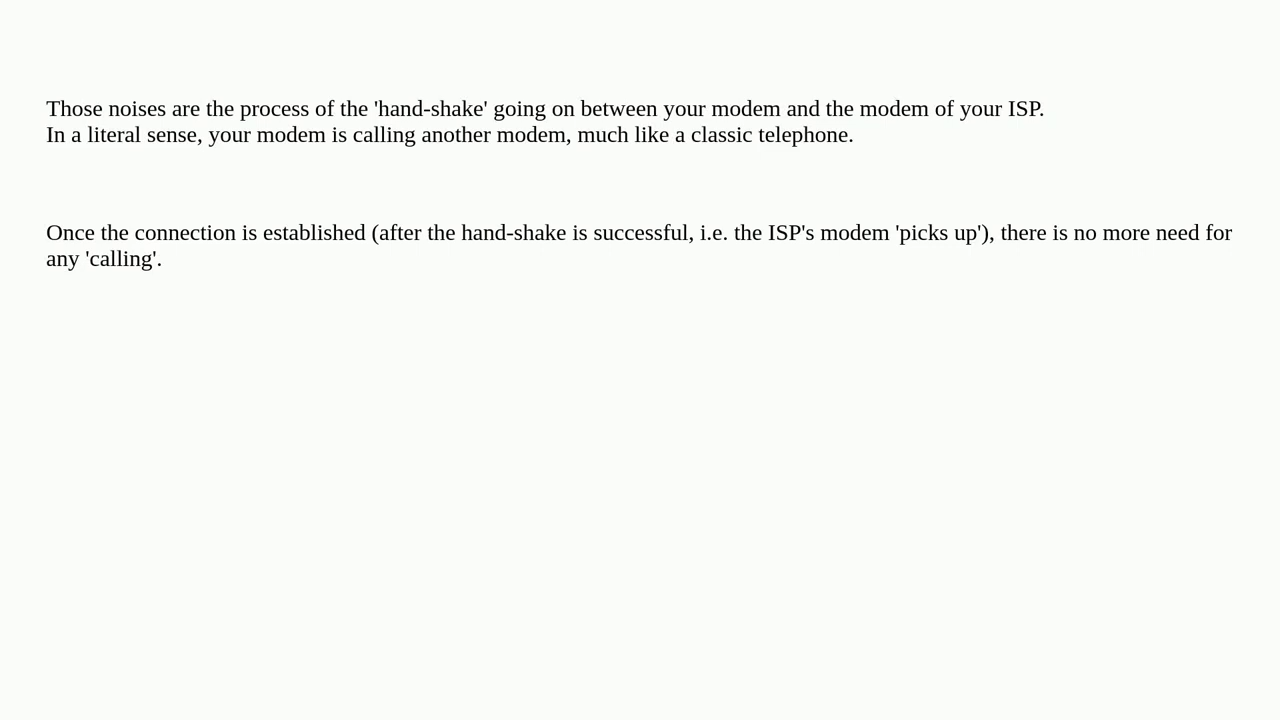 Those noises are the process of the 'hand-shake' going on between your modem and the modem of your ISP.
In a literal sense, your modem is calling another modem, much like a classic telephone.
Once the connection is established (after the hand-shake is successful, i.e. the ISP's modem 'picks up'), there is no more need for
any 'calling'.